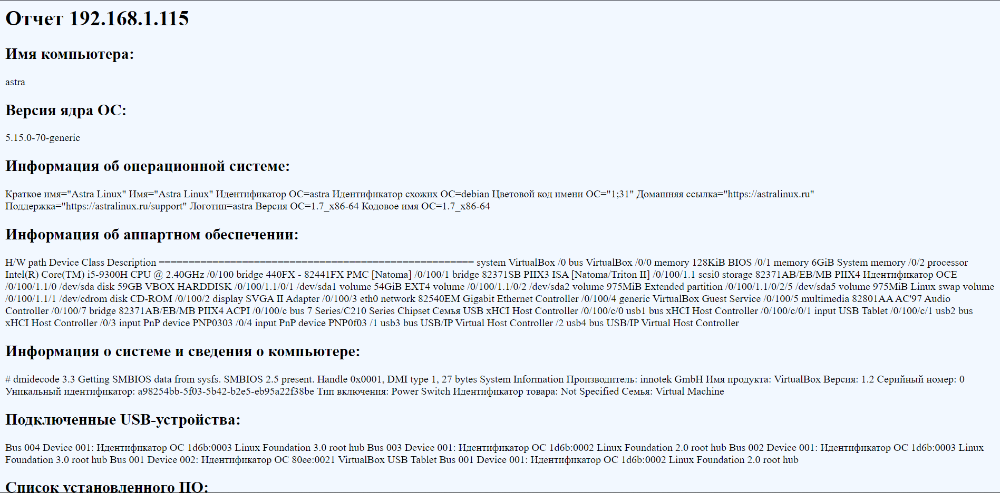 Отчет 192.168.1.115
Имя компьютера:
astra
Версия ядра ОС:
5.15.0-70-generic
Информация об операционной системе:
Краткое имя="Astra Linux" Имя="Astra Linux" Идентификатор ОС=astra Идентификатор схожих ОС=debian Цветовой код имени ОС="1;31" Домашняя ссылка="https://astralinux.ru"
Поддержка="https://astralinux.ru/support" Логотип=astra Версия ОС=1.7_x86-64 Кодовое имя ОС=1.7_x86-64
Информация об аппартном обеспечении:
H/W path Device Class Description ====================================================== system VirtualBox /0 bus VirtualBox /0/0 memory 128KiB BIOS /0/1 memory 6GiB System memory /0/2 processor
Intel(R) Core(TM) i5-9300H CPU @ 2.40GHz /0/100 bridge 440FX - 82441FX PMC [Natoma] /0/100/1 bridge 82371SB PIIX3 ISA [Natoma/Triton II] /0/100/1.1 scsi0 storage 82371AB/EB/MB PIIX4 Идентификатор ОСE
/0/100/1.1/0 /dev/sda disk 59GB VBOX HARDDISK /0/100/1.1/0/1 /dev/sda1 volume 54GiB EXT4 volume /0/100/1.1/0/2 /dev/sda2 volume 975MiB Extended partition /0/100/1.1/0/2/5 /dev/sda5 volume 975MiB Linux swap volume
/0/100/1.1/1 /dev/cdrom disk CD-ROM /0/100/2 display SVGA II Adapter /0/100/3 eth0 network 82540EM Gigabit Ethernet Controller /0/100/4 generic VirtualBox Guest Service /0/100/5 multimedia 82801AA AC'97 Audio
Controller /0/100/7 bridge 82371AB/EB/MB PIIX4 ACPI /0/100/c bus 7 Series/C210 Series Chipset Семья USB xHCI Host Controller /0/100/c/0 usb1 bus xHCI Host Controller /0/100/c/0/1 input USB Tablet /0/100/c/1 usb2 bus
xHCI Host Controller /0/3 input PnP device PNP0303 /0/4 input PnP device PNP0f03 /1 usb3 bus USB/IP Virtual Host Controller /2 usb4 bus USB/IP Virtual Host Controller
Информация о системе и сведения о компьютере:
# dmidecode 3.3 Getting SMBIOS data from sysfs. SMBIOS 2.5 present. Handle 0x0001, DMI type 1, 27 bytes System Information Производитель: innotek GmbH Имя продукта: VirtualBox Версия: 1.2 Серийный номер: 0
Уникальный идентификатор: a98254bb-5f03-5b42-b2e5-eb95a22f38be Тип включения: Power Switch Идентификатор товара: Not Specified Семья: Virtual Machine
Подключенные USB-устройства:
Bus 004 Device 001: Идентификатор ОС 1d6b:0003 Linux Foundation 3.0 root hub Bus 003 Device 001: Идентификатор ОС 1d6b:0002 Linux Foundation 2.0 root hub Bus 002 Device 001: Идентификатор ОС 1d6b:0003 Linux
Foundation 3.0 root hub Bus 001 Device 002: Идентификатор ОС 80ee:0021 VirtualBox USB Tablet Bus 001 Device 001: Идентификатор ОС 1d6b:0002 Linux Foundation 2.0 root hub
Список установленного ПО: